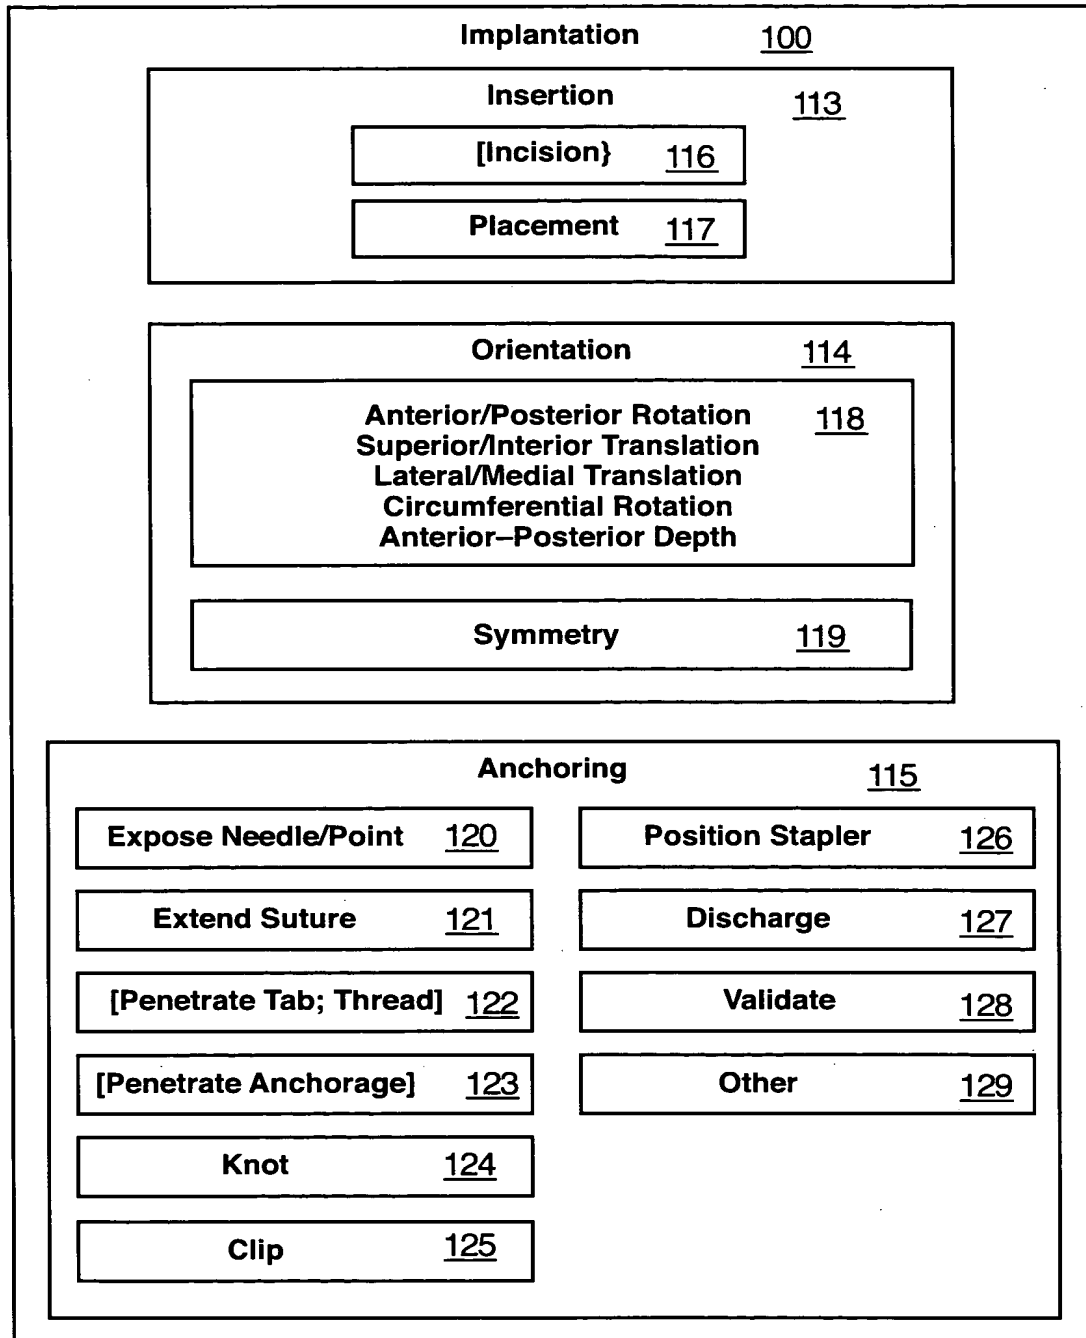 Implantation 100
Insertion 113
[Incision} 116
Placement 117
Orientation 114
Anterior/Posterior Rotation 118
Superior/Interior Translation
Lateral/Medial Translation
Circumferential Rotation
Anterior–Posterior Depth
Symmetry 119
Anchoring 115
Expose Needle/Point 120
Extend Suture 121
[Penetrate Tab; Thread] 122
[Penetrate Anchorage] 123
Knot 124
Clip 125
Position Stapler 126
Discharge 127
Validate 128
Other 129